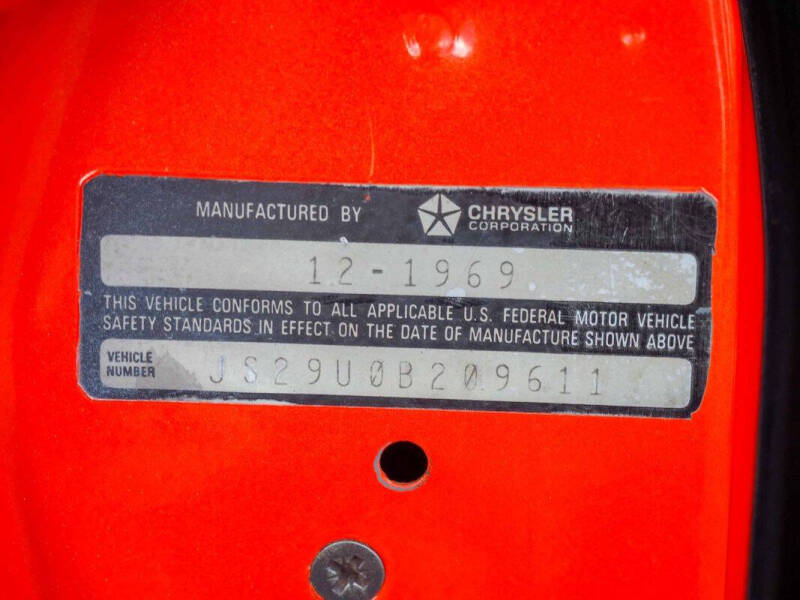 MANUFACTURED BY CHRYSLER CORPORATION
12-1969
THIS VEHICLE CONFORMS TO ALL APPLICABLE U.S. FEDERAL MOTOR VEHICLE
SAFETY STANDARDS IN EFFECT ON THE DATE OF MANUFACTURE SHOWN ABOVE
VEHICLE NUMBER JS29U0B209611